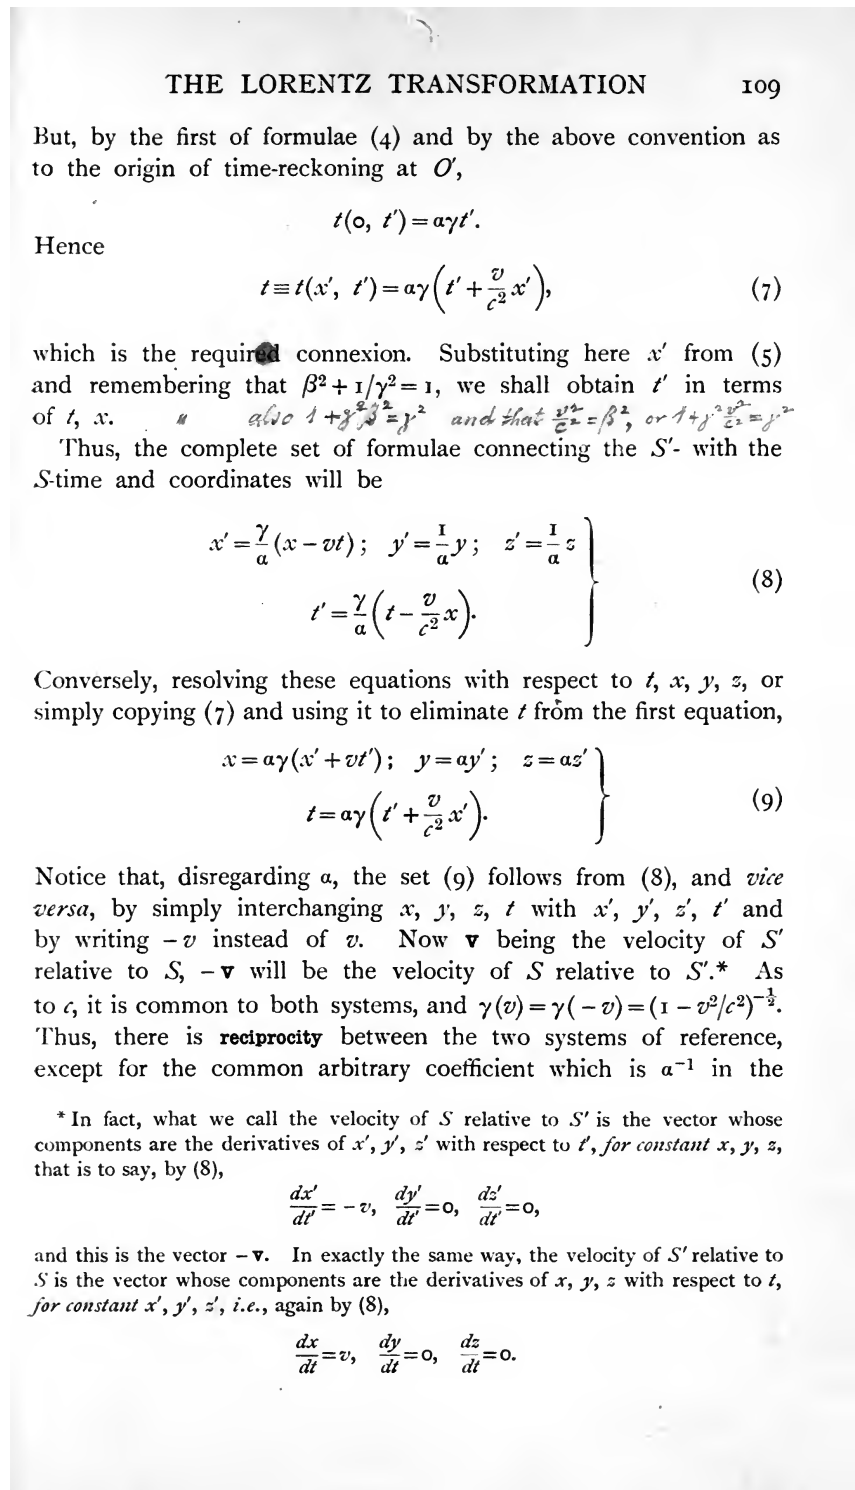 THE LORENTZ TRANSFORMATION 109
But, by the first of formulae (4) and by the above convention as
to the origin of time-reckoning at O′,
t(0, t′) = αγt′.
Hence
t ≡ t(x′, t′) = αγ(t′ + v/c² x′), (7)
which is the required connexion. Substituting here x′ from (5)
and remembering that β² + 1/γ² = 1, we shall obtain t′ in terms
of t, x. " also 1 + γ²β² = γ² and that v²/c² = β², or 1 + γ² v²/c² = γ²
Thus, the complete set of formulae connecting the S′- with the
S-time and coordinates will be
x′ = γ/α (x − vt); y′ = 1/α y; z′ = 1/α z
t′ = γ/α (t − v/c² x). (8)
Conversely, resolving these equations with respect to t, x, y, z, or
simply copying (7) and using it to eliminate t from the first equation,
x = αγ(x′ + vt′); y = αy′; z = αz′
t = αγ(t′ + v/c² x′). (9)
Notice that, disregarding α, the set (9) follows from (8), and vice
versa, by simply interchanging x, y, z, t with x′, y′, z′, t′ and
by writing − v instead of v. Now v being the velocity of S′
relative to S, − v will be the velocity of S relative to S′.* As
to c, it is common to both systems, and γ(v) = γ(− v) = (1 − v²/c²)^−½.
Thus, there is reciprocity between the two systems of reference,
except for the common arbitrary coefficient which is α⁻¹ in the
* In fact, what we call the velocity of S relative to S′ is the vector whose
components are the derivatives of x′, y′, z′ with respect to t′, for constant x, y, z,
that is to say, by (8),
dx′/dt′ = − v, dy′/dt′ = 0, dz′/dt′ = 0,
and this is the vector − v. In exactly the same way, the velocity of S′ relative to
S is the vector whose components are the derivatives of x, y, z with respect to t,
for constant x′, y′, z′, i.e., again by (8),
dx/dt = v, dy/dt = 0, dz/dt = 0.